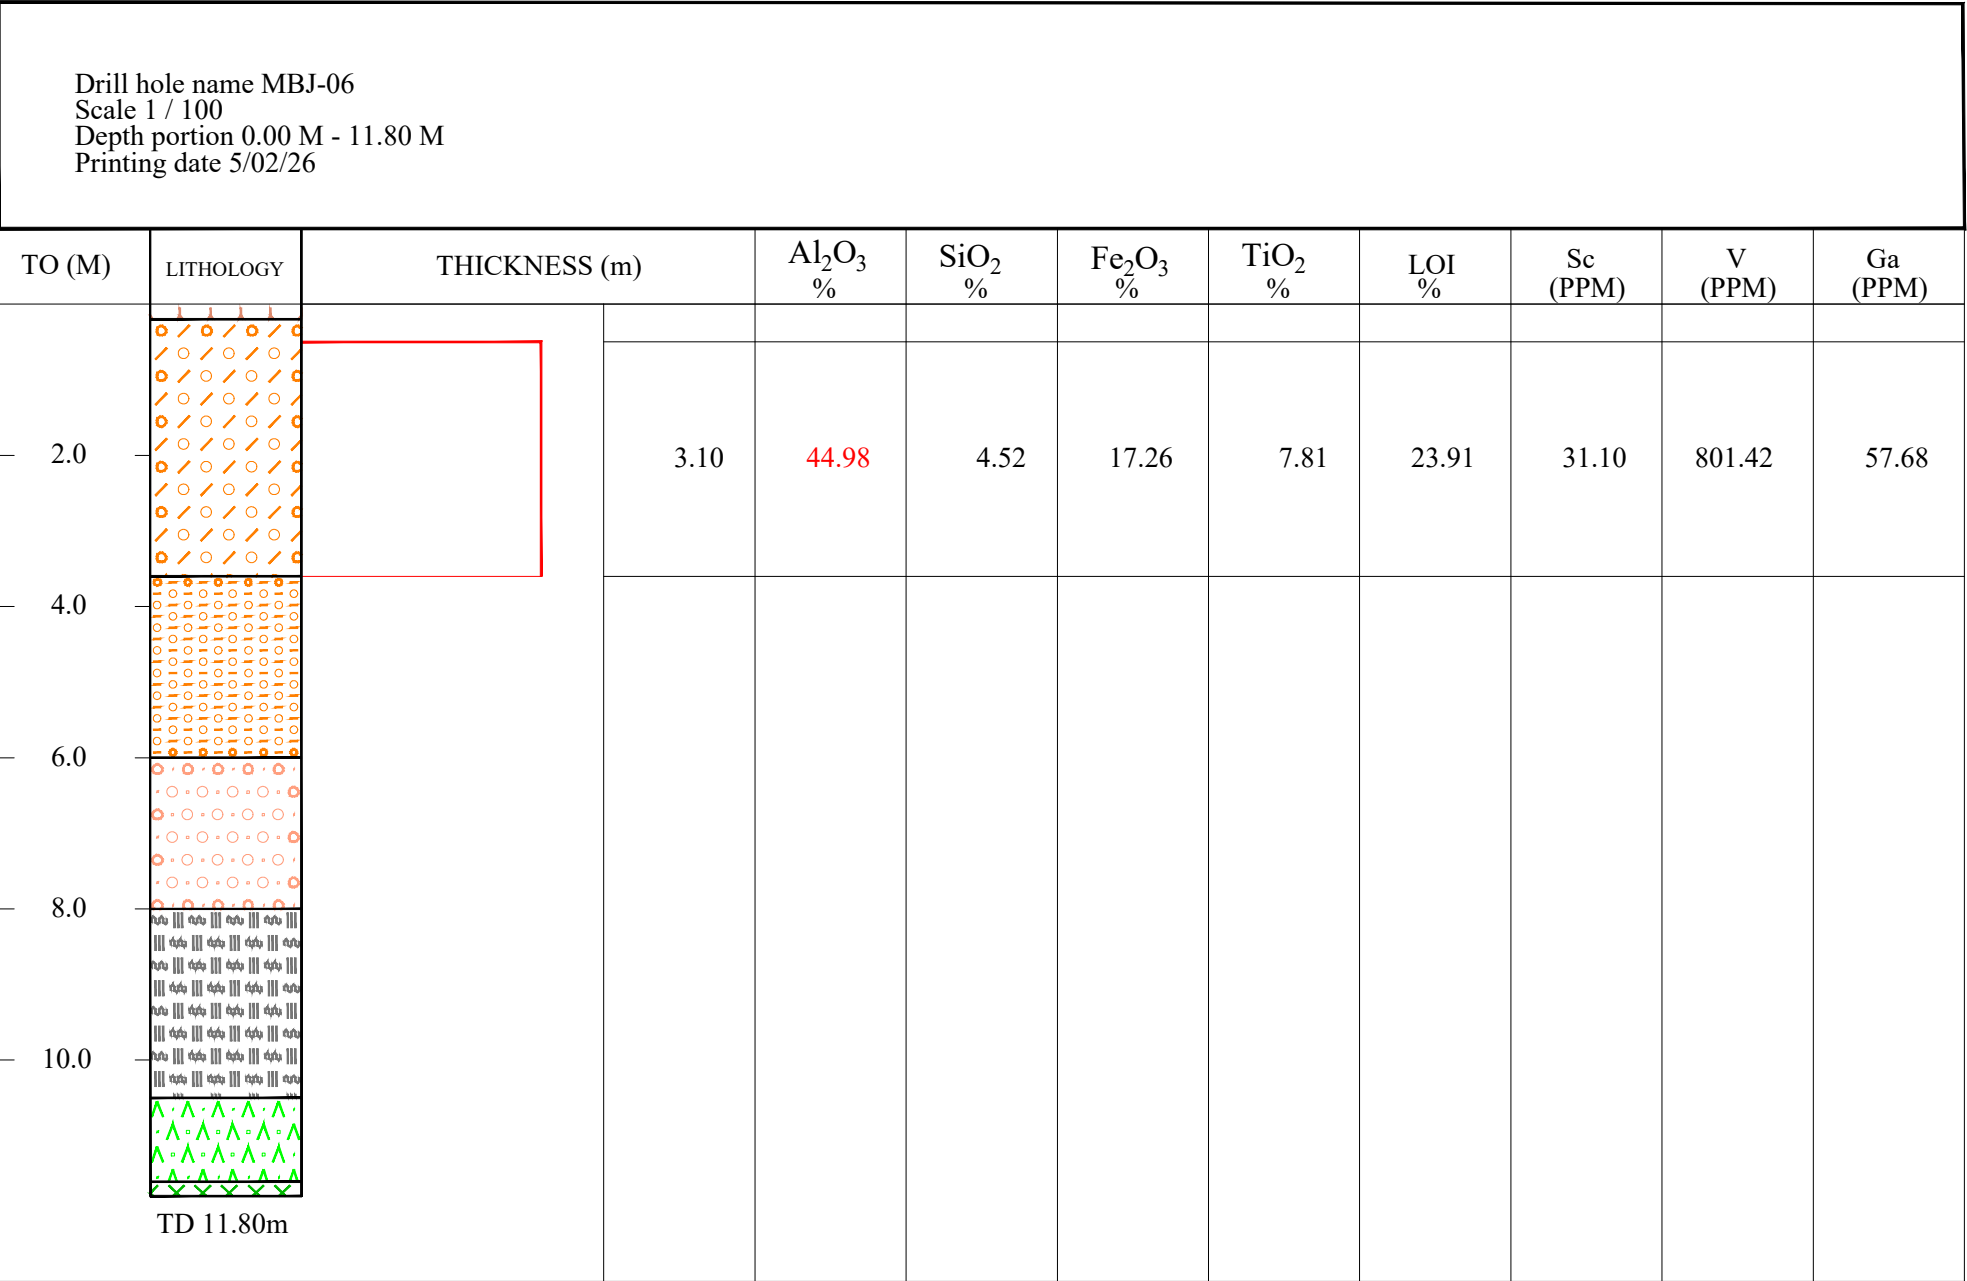 Drill hole name MBJ-06
Scale 1 / 100
Depth portion 0.00 M - 11.80 M
Printing date 5/02/26
TO (M) LITHOLOGY THICKNESS (m) Al₂O₃ % SiO₂ % Fe₂O₃ % TiO₂ % LOI % Sc (PPM) V (PPM) Ga (PPM)
2.0 3.10 44.98 4.52 17.26 7.81 23.91 31.10 801.42 57.68
4.0
6.0
8.0
10.0
TD 11.80m